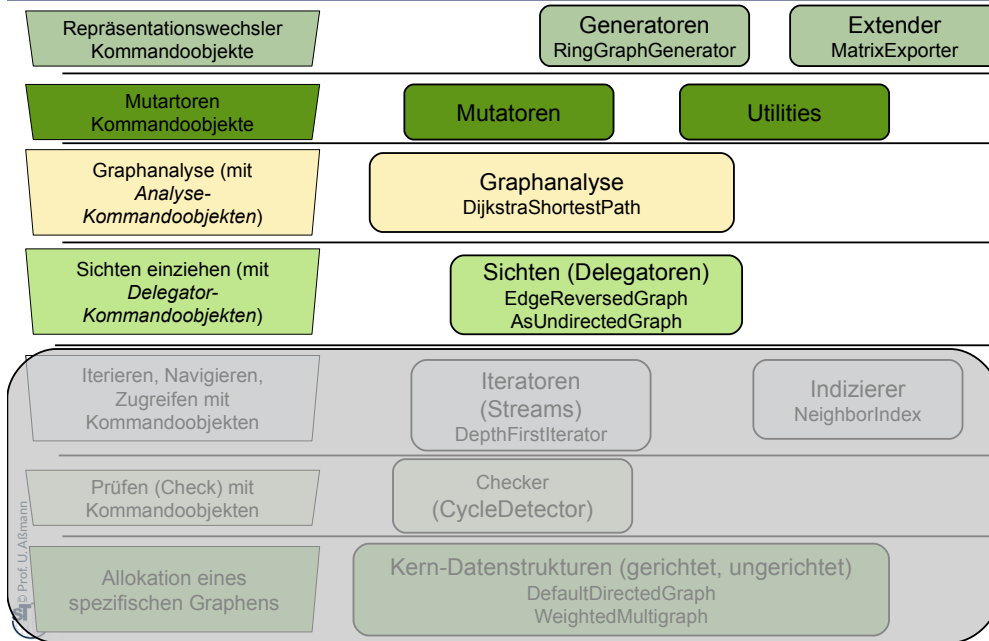 Repräsentationswechsler
Kommandoobjekte
Generatoren
RingGraphGenerator
Extender
MatrixExporter
Mutartoren
Kommandoobjekte
Mutatoren
Utilities
Graphanalyse (mit
Analyse-
Kommandoobjekten)
Graphanalyse
DijkstraShortestPath
Sichten einziehen (mit
Delegator-
Kommandoobjekten)
Sichten (Delegatoren)
EdgeReversedGraph
AsUndirectedGraph
Iterieren, Navigieren,
Zugreifen mit
Kommandoobjekten
Iteratoren
(Streams)
DepthFirstIterator
Indizierer
NeighborIndex
Prüfen (Check) mit
Kommandoobjekten
Checker
(CycleDetector)
Allokation eines
spezifischen Graphens
Kern-Datenstrukturen (gerichtet, ungerichtet)
DefaultDirectedGraph
WeightedMultigraph
© Prof. U. Aßmann
ST